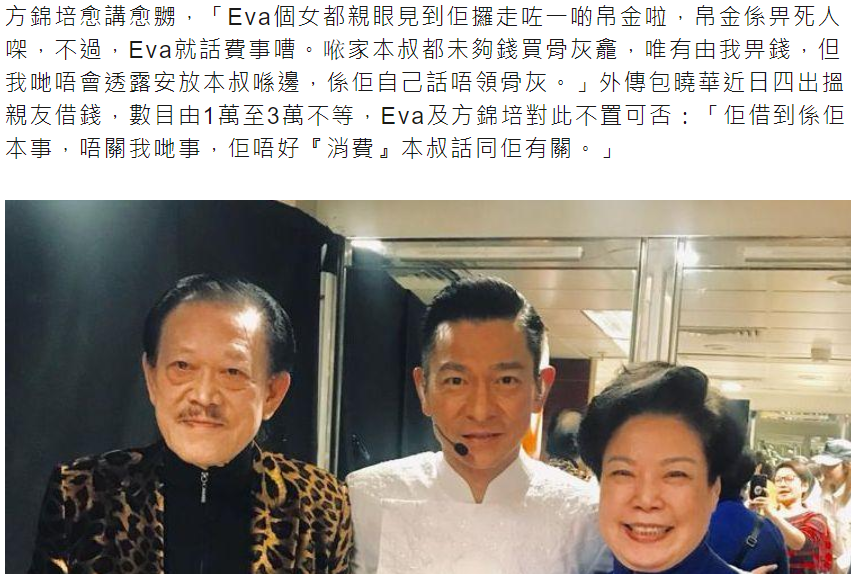 方錦培愈講愈嬲，「Eva個女都親眼見到佢攞走咗一啲帛金啦，帛金係畀死人
㗎，不過，Eva就話費事嘈。𠵱家本叔都未夠錢買骨灰龕，唯有由我畀錢，但
我哋唔會透露安放本叔喺邊，係佢自己話唔領骨灰。」外傳包曉華近日四出搵
親友借錢，數目由1萬至3萬不等，Eva及方錦培對此不置可否：「佢借到係佢
本事，唔關我哋事，佢唔好『消費』本叔話同佢有關。」